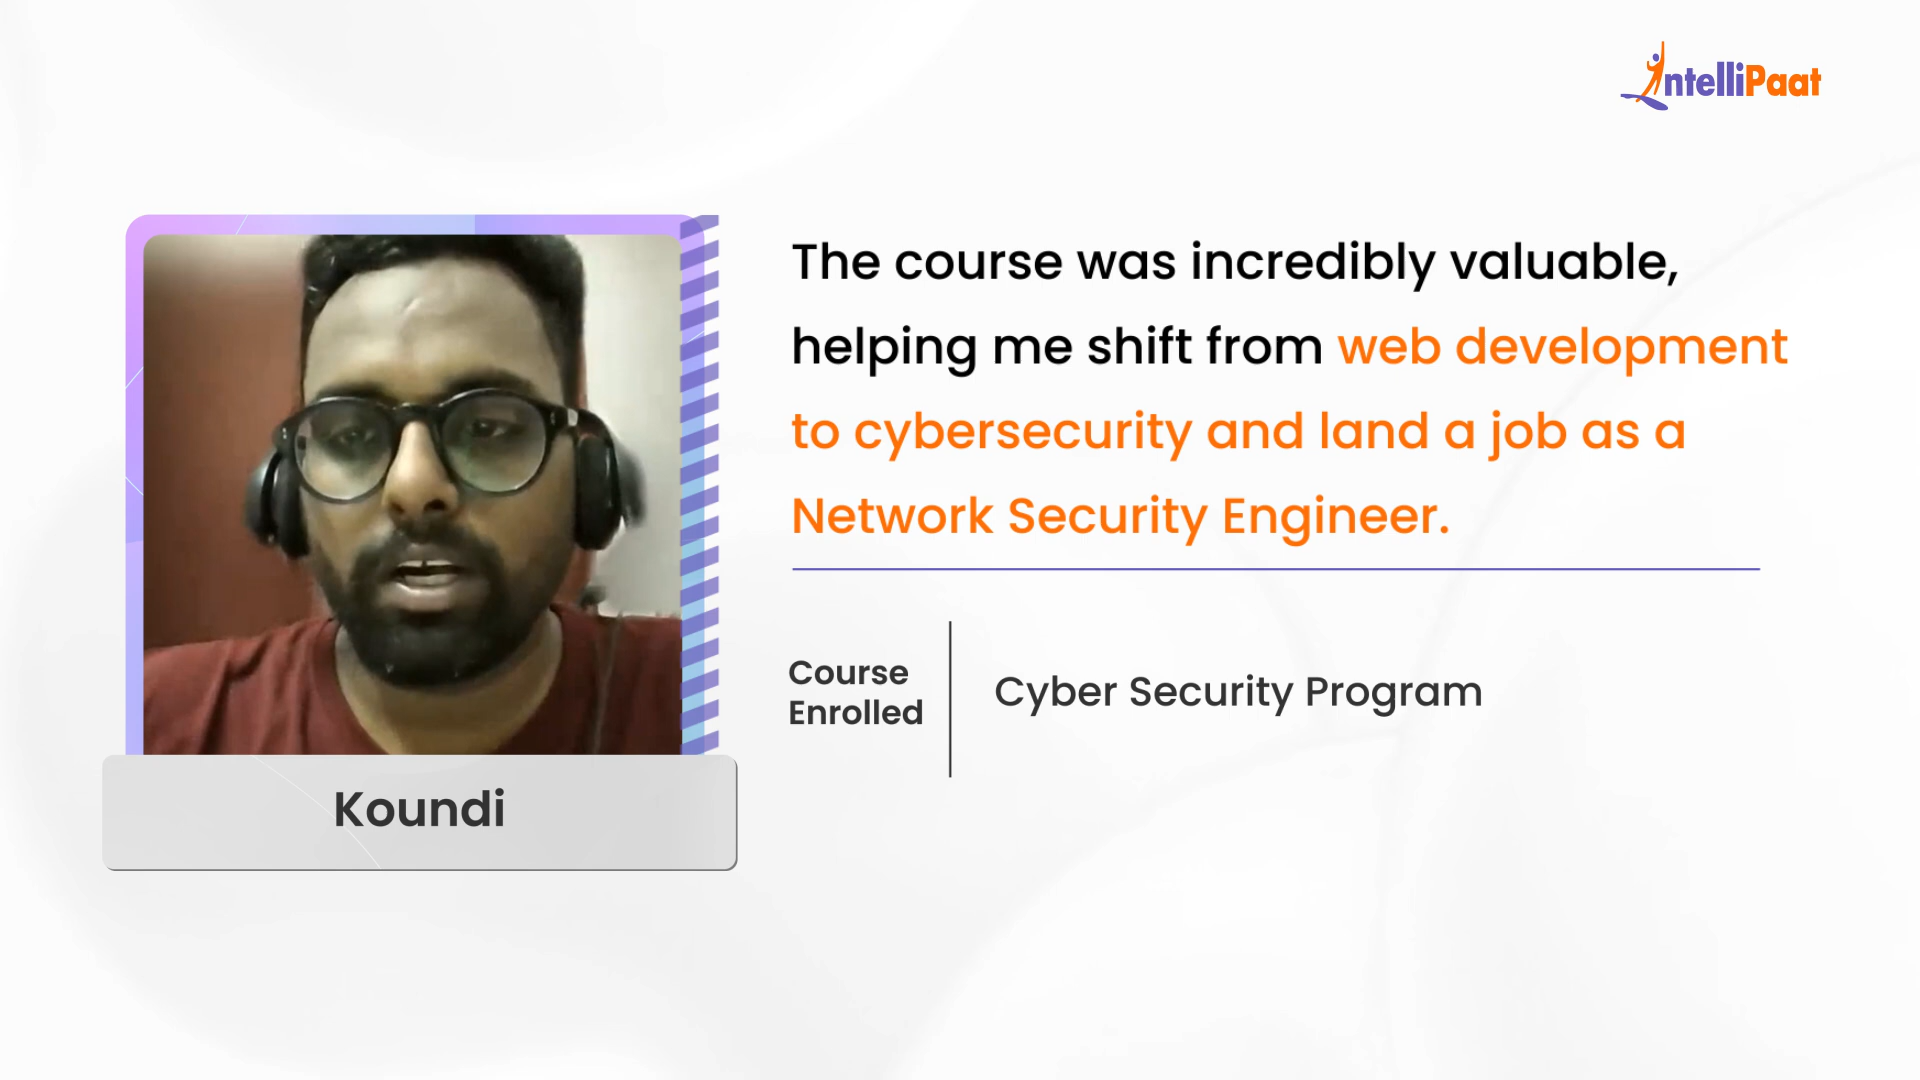 IntelliPaat
The course was incredibly valuable,
helping me shift from web development
to cybersecurity and land a job as a
Network Security Engineer.
Course
Enrolled
Cyber Security Program
Koundi